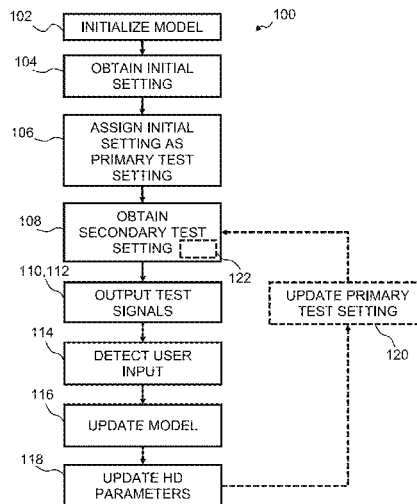 102
INITIALIZE MODEL
100
104
OBTAIN INITIAL
SETTING
106
ASSIGN INITIAL
SETTING AS
PRIMARY TEST
SETTING
108
OBTAIN
SECONDARY TEST
SETTING
122
110,112
OUTPUT TEST
SIGNALS
UPDATE PRIMARY
TEST SETTING
120
114
DETECT USER
INPUT
116
UPDATE MODEL
118
UPDATE HD
PARAMETERS